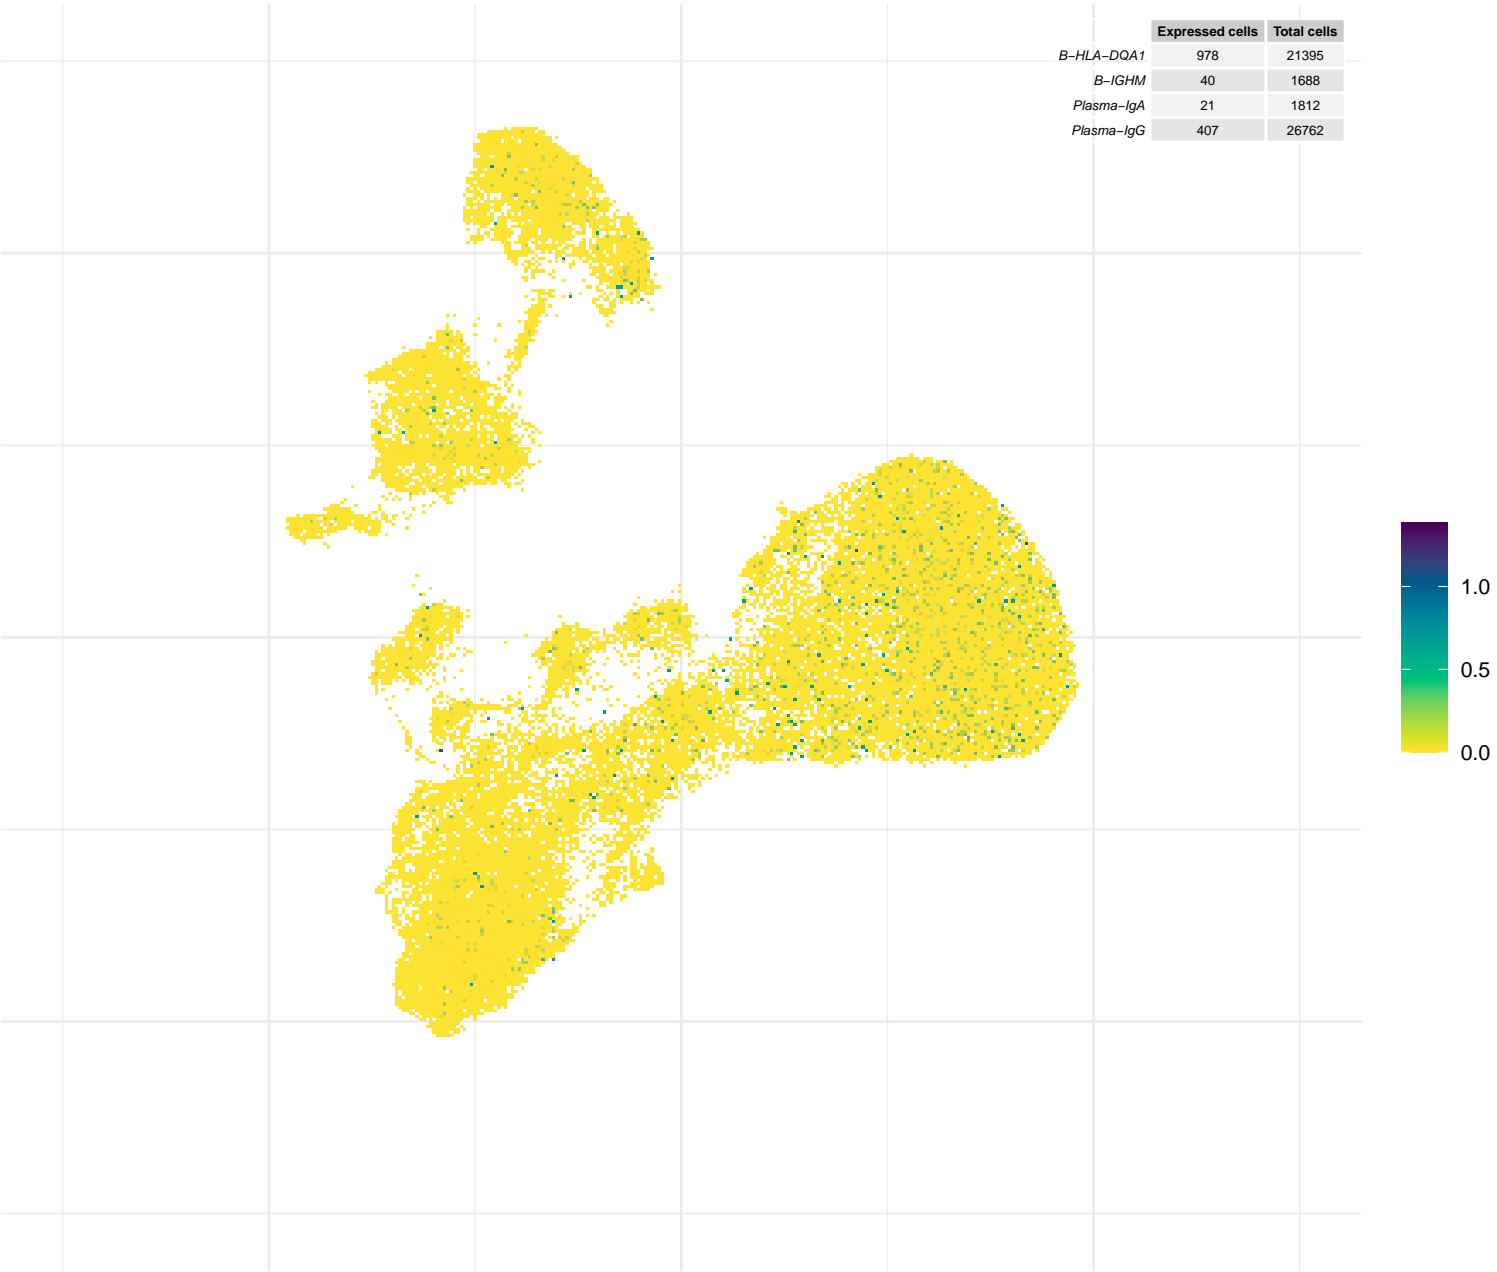 Expressed cells Total cells
B−HLA−DQA1 978 21395
B−IGHM 40 1688
Plasma−IgA 21 1812
Plasma−IgG 407 26762
1.0
0.5
0.0